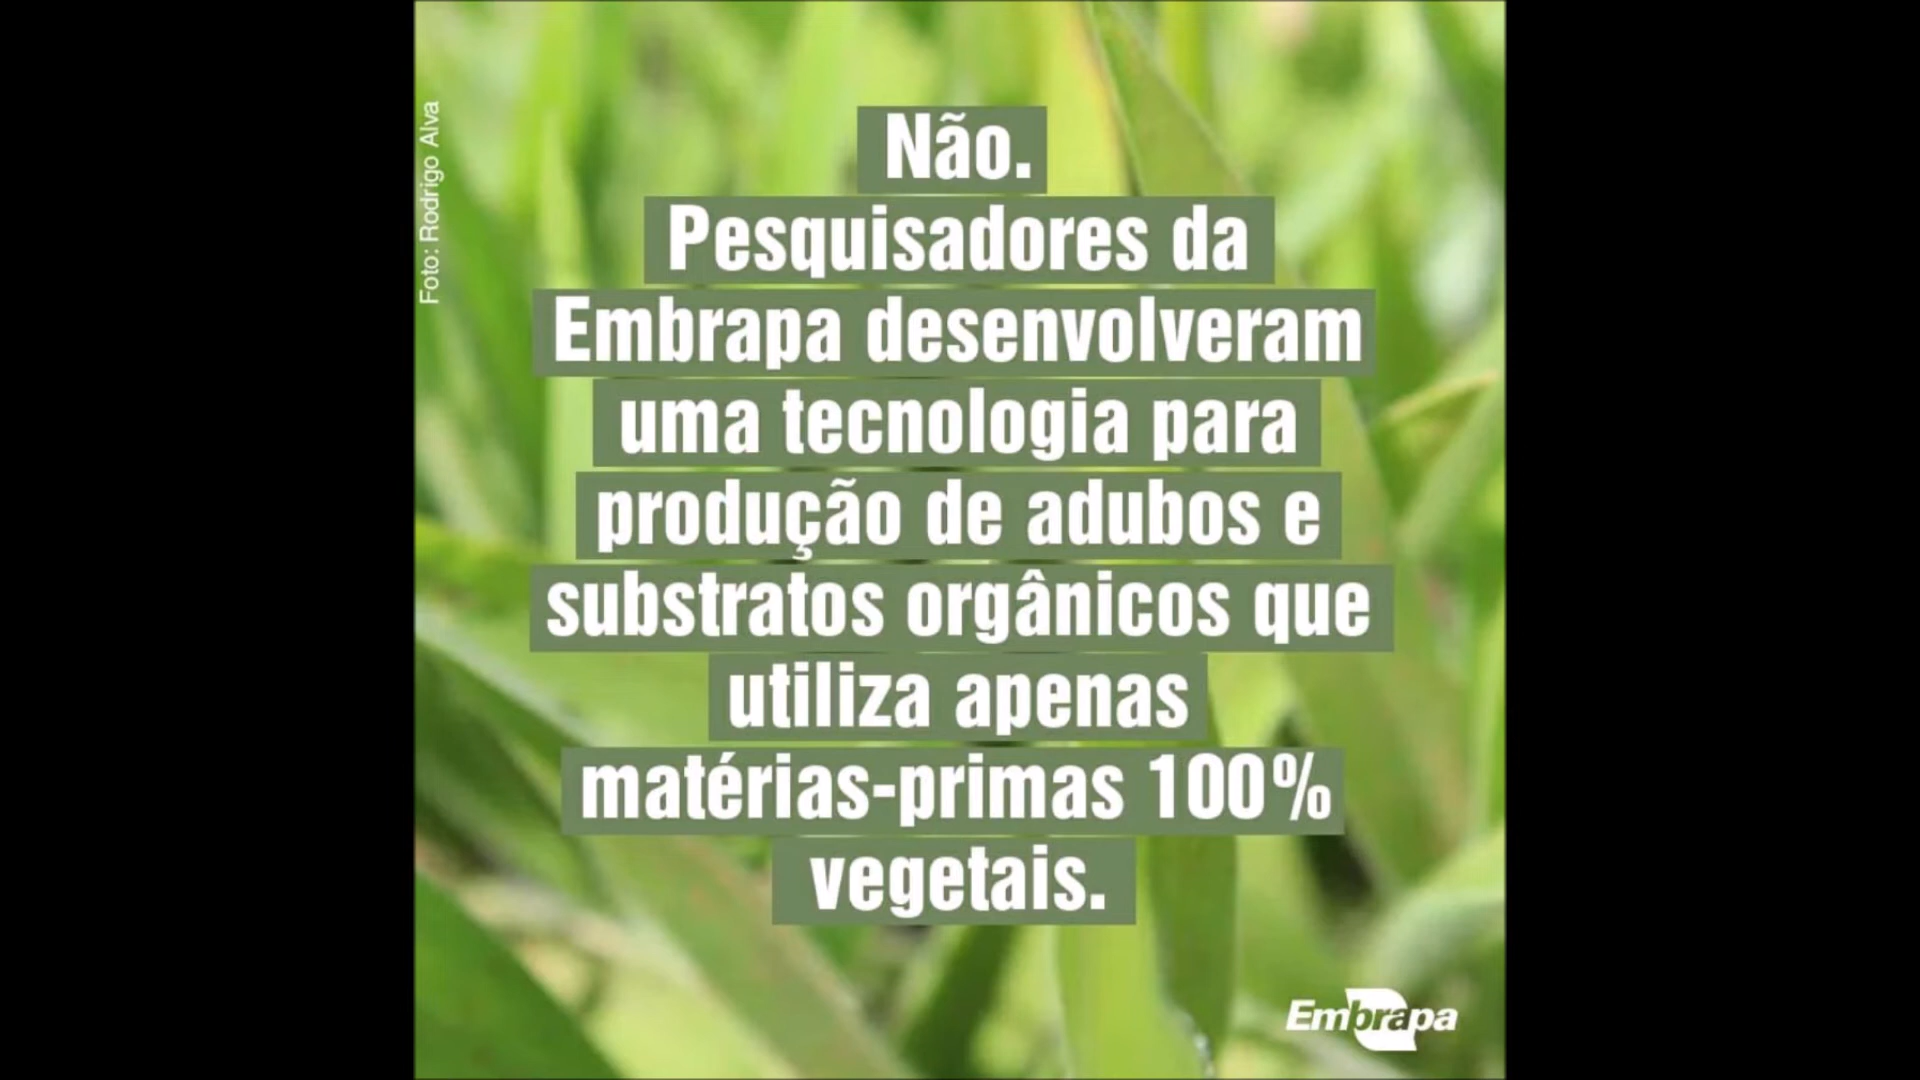 Foto: Rodrigo Alva
Não.
Pesquisadores da
Embrapa desenvolveram
uma tecnologia para
produção de adubos e
substratos orgânicos que
utiliza apenas
matérias-primas 100%
vegetais.
Embrapa